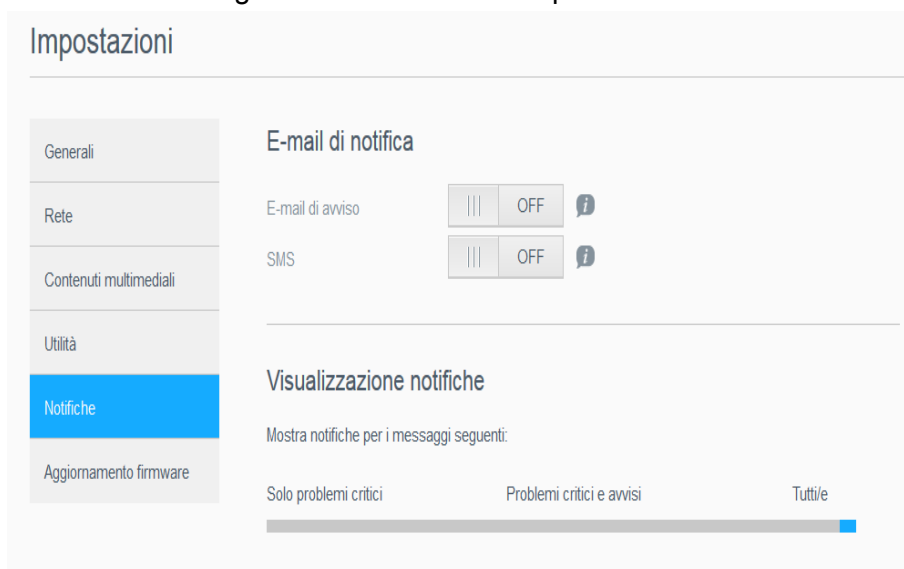 Impostazioni
Generali
Rete
Contenuti multimediali
Utilità
Notifiche
Aggiornamento firmware
E-mail di notifica
E-mail di avviso OFF
SMS OFF
Visualizzazione notifiche
Mostra notifiche per i messaggi seguenti:
Solo problemi critici Problemi critici e avvisi Tutti/e